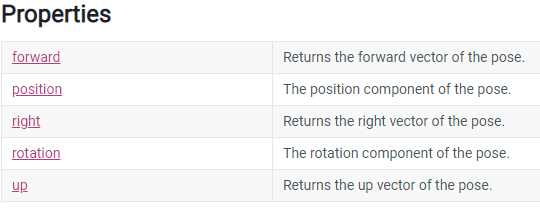 Properties
forward Returns the forward vector of the pose.
position The position component of the pose.
right Returns the right vector of the pose.
rotation The rotation component of the pose.
up Returns the up vector of the pose.